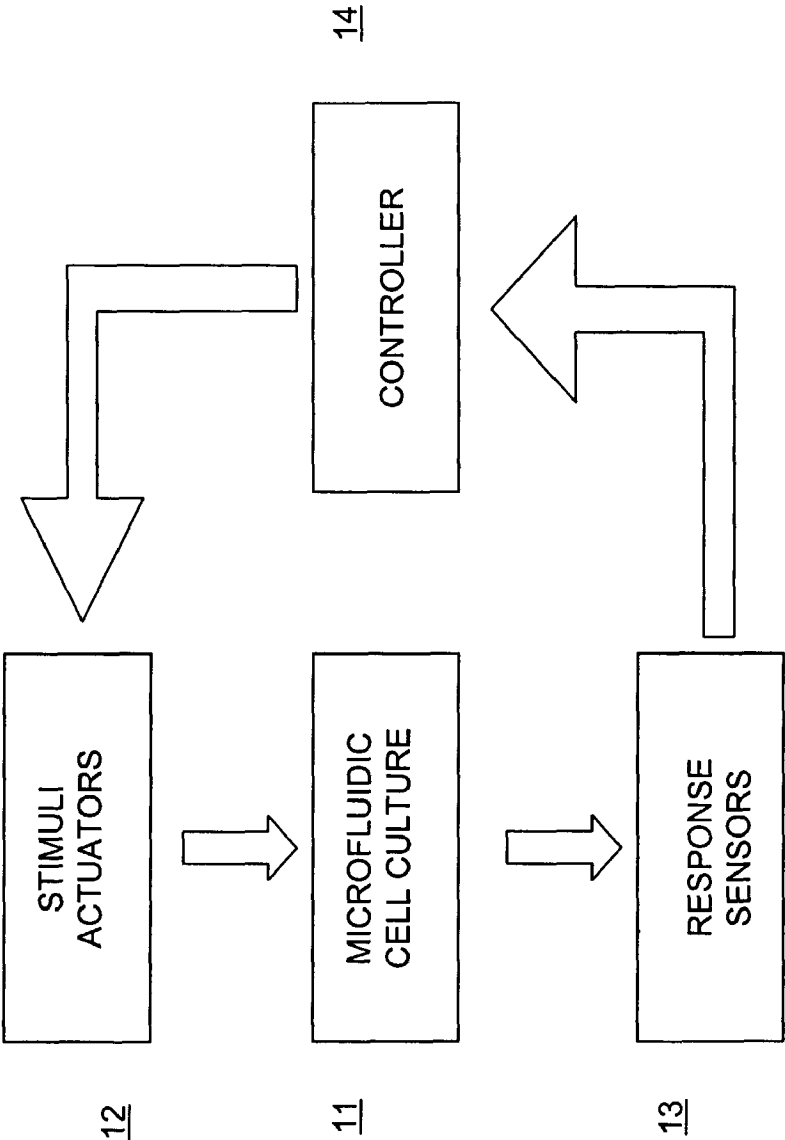 12
STIMULI
ACTUATORS
11
MICROFLUIDIC
CELL CULTURE
CONTROLLER
14
13
RESPONSE
SENSORS